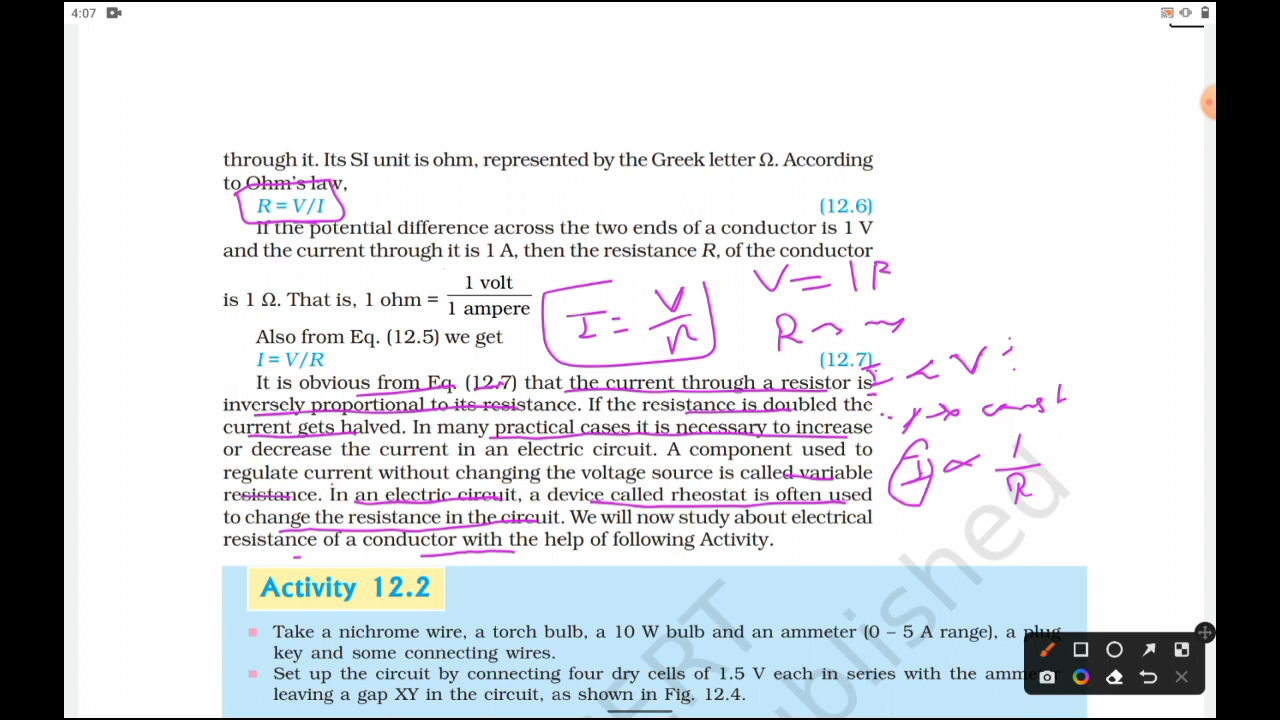 4:07
through it. Its SI unit is ohm, represented by the Greek letter Ω. According
to Ohm's law,
R = V/I (12.6)
If the potential difference across the two ends of a conductor is 1 V
and the current through it is 1 A, then the resistance R, of the conductor
is 1 Ω. That is, 1 ohm = 1 volt / 1 ampere
I = V/R
V = IR
Also from Eq. (12.5) we get
I = V/R (12.7)
I ∝ V
It is obvious from Eq. (12.7) that the current through a resistor is
inversely proportional to its resistance. If the resistance is doubled the
current gets halved. In many practical cases it is necessary to increase
or decrease the current in an electric circuit. A component used to
regulate current without changing the voltage source is called variable
resistance. In an electric circuit, a device called rheostat is often used
to change the resistance in the circuit. We will now study about electrical
resistance of a conductor with the help of following Activity.
I ∝ 1/R
Activity 12.2
Take a nichrome wire, a torch bulb, a 10 W bulb and an ammeter (0 – 5 A range), a plug
key and some connecting wires.
Set up the circuit by connecting four dry cells of 1.5 V each in series with the
leaving a gap XY in the circuit, as shown in Fig. 12.4.